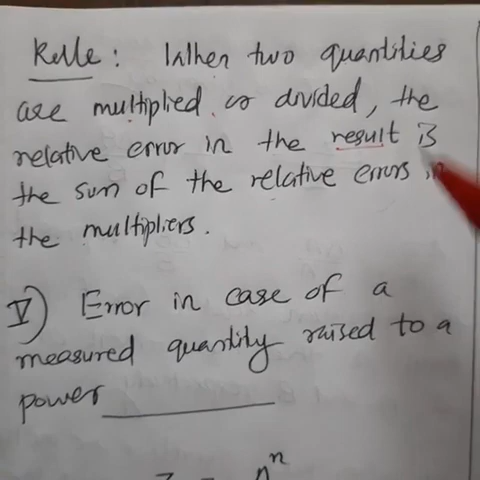 Rule: When two quantities
are multiplied or divided, the
relative error in the result is
the sum of the relative errors in
the multipliers.
V) Error in case of a
measured quantity raised to a
power
= A^n